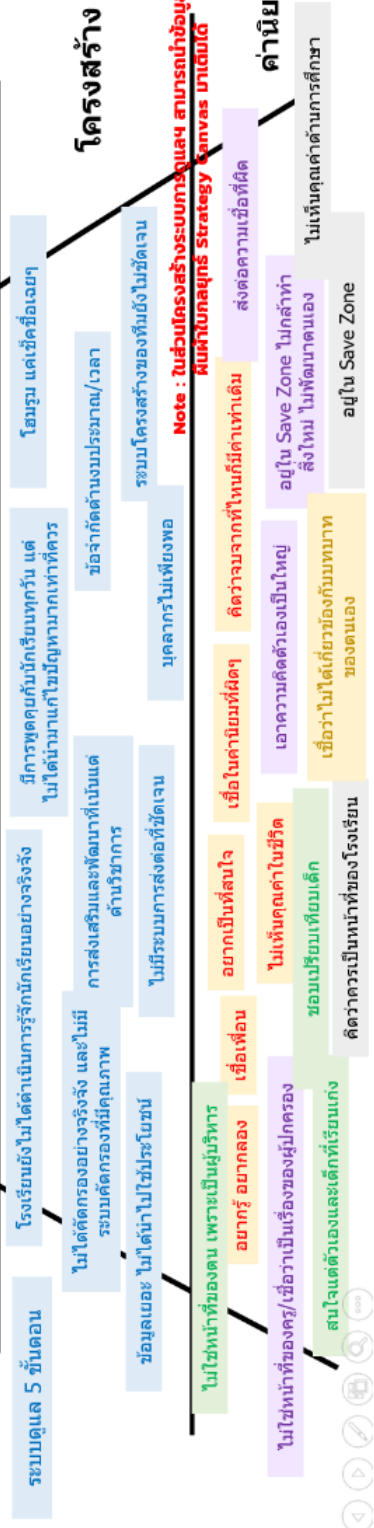 โครงสร้าง
Note : ในส่วนโครงสร้างระบบการดูแลฯ สามารถนำข้อมูล
ผืนผ้าใบกลยุทธ์ Strategy Canvas มาเติมได้
ระบบดูแล 5 ขั้นตอน
โรงเรียนยังไม่ได้ดำเนินการรู้จักนักเรียนอย่างจริงจัง
มีการพูดคุยกับนักเรียนทุกวัน แต่
ไม่ได้นำมาแก้ไขปัญหามากเท่าที่ควร
โฮมรูม แค่เช็คชื่อเฉยๆ
ไม่ได้คัดกรองอย่างจริงจัง และไม่มี
ระบบคัดกรองที่มีคุณภาพ
การส่งเสริมและพัฒนาที่เน้นแต่
ด้านวิชาการ
ข้อจำกัดด้านงบประมาณ/เวลา
ข้อมูลเยอะ ไม่ได้นำไปใช้ประโยชน์
ไม่มีระบบการส่งต่อที่ชัดเจน
บุคลากรไม่เพียงพอ
ระบบโครงสร้างของทีมยังไม่ชัดเจน
ค่านิย
ไม่ใช่หน้าที่ของตน เพราะเป็นผู้บริหาร
อยากรู้ อยากลอง
เชื่อเพื่อน
อยากเป็นที่สนใจ
เชื่อในค่านิยมที่ผิดๆ
คิดว่าจบจากที่ไหนก็มีค่าเท่าเดิม
ส่งต่อความเชื่อที่ผิด
ไม่ใช่หน้าที่ของครู/เชื่อว่าเป็นเรื่องของผู้ปกครอง
ไม่เห็นคุณค่าในชีวิต
เอาความคิดตัวเองเป็นใหญ่
อยู่ใน Save Zone ไม่กล้าทำ
สิ่งใหม่ ไม่พัฒนาตนเอง
ไม่เห็นคุณค่าด้านการศึกษา
สนใจแต่ตัวเองและเด็กที่เรียนเก่ง
ชอบเปรียบเทียบเด็ก
เชื่อว่าไม่ได้เกี่ยวข้องกับบทบาท
ของตนเอง
อยู่ใน Save Zone
คิดว่าควรเป็นหน้าที่ของโรงเรียน